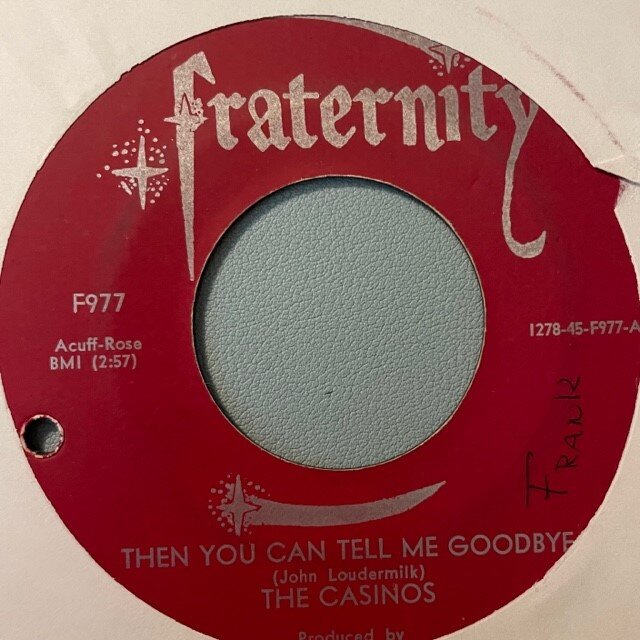 Fraternity
F977
Acuff-Rose
BMI (2:57)
1278-45-F977-A
FRANK
THEN YOU CAN TELL ME GOODBYE
(John Loudermilk)
THE CASINOS
Produced by